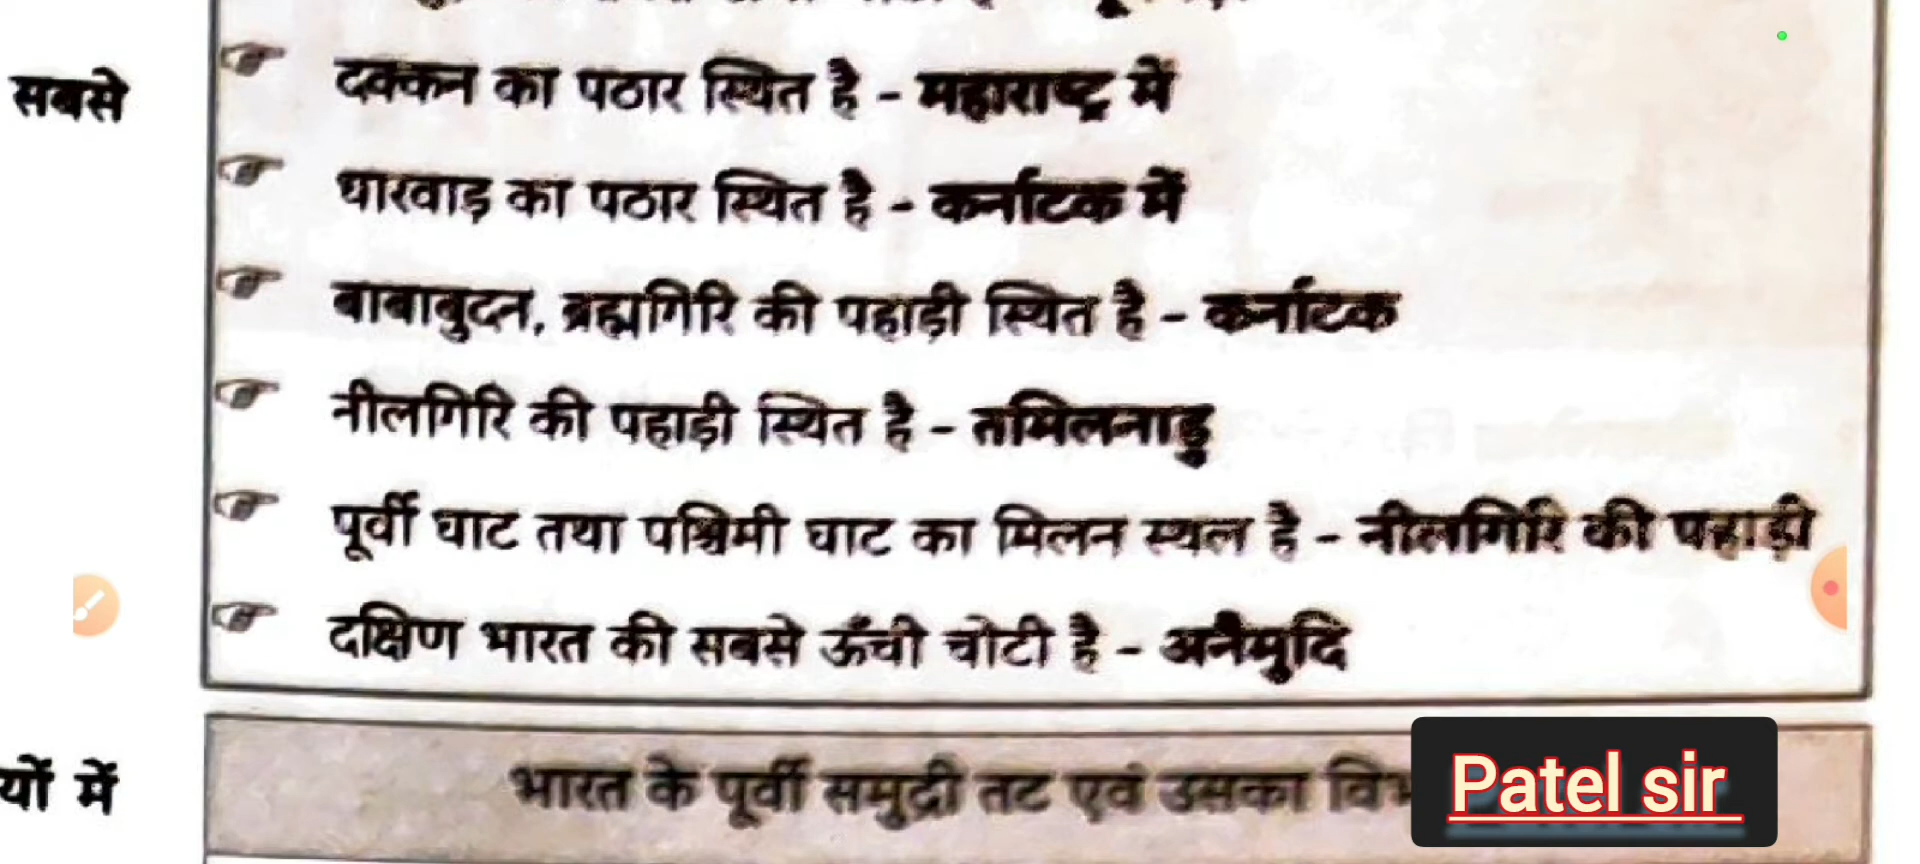 सबसे
दक्कन का पठार स्थित है - महाराष्ट्र में
धारवाड़ का पठार स्थित है - कर्नाटक में
बाबाबुदन, ब्रह्मगिरि की पहाड़ी स्थित है - कर्नाटक
नीलगिरि की पहाड़ी स्थित है - तमिलनाडु
पूर्वी घाट तथा पश्चिमी घाट का मिलन स्थल है - नीलगिरि की पहाड़ी
दक्षिण भारत की सबसे ऊँची चोटी है - अनैमुदि
यों में
भारत के पूर्वी समुद्री तट एवं उसका
Patel sir